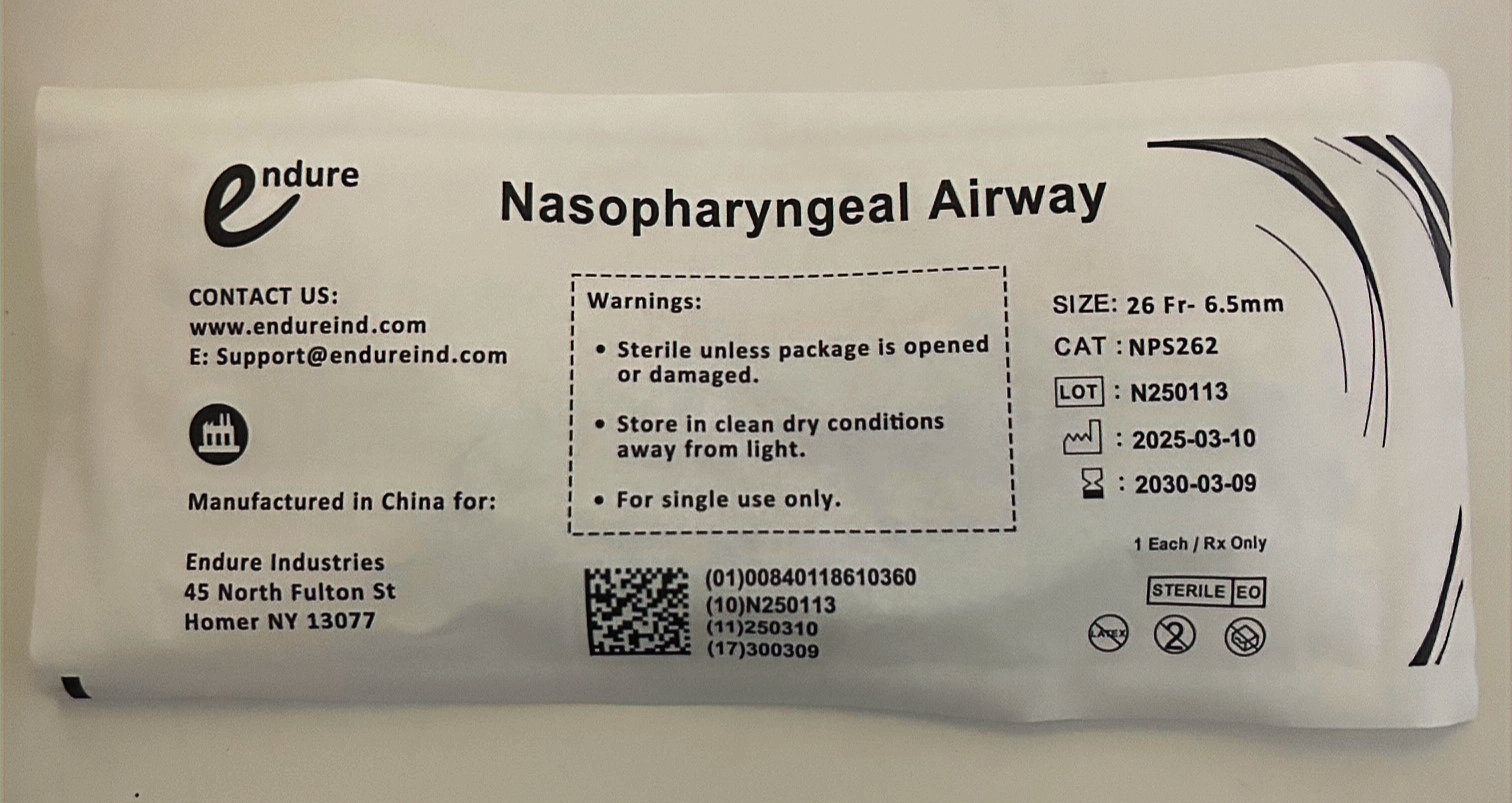 endure
Nasopharyngeal Airway
CONTACT US:
www.endureind.com
E: Support@endureind.com
Manufactured in China for:
Endure Industries
45 North Fulton St
Homer NY 13077
Warnings:
• Sterile unless package is opened
or damaged.
• Store in clean dry conditions
away from light.
• For single use only.
(01)00840118610360
(10)N250113
(11)250310
(17)300309
SIZE: 26 Fr- 6.5mm
CAT : NPS262
LOT : N250113
: 2025-03-10
: 2030-03-09
1 Each / Rx Only
STERILE EO
LATEX 2